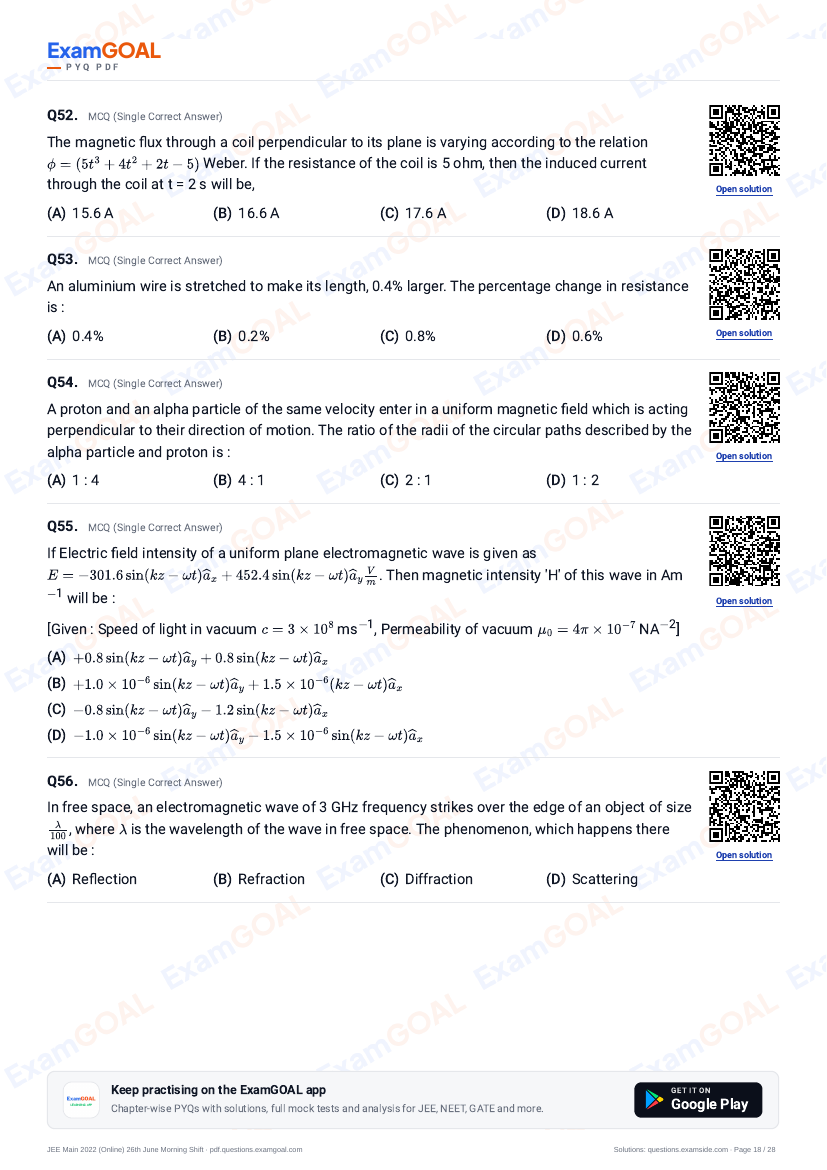 ExamGOAL
PYQ PDF
Q52. MCQ (Single Correct Answer)
The magnetic flux through a coil perpendicular to its plane is varying according to the relation
ϕ = (5t³ + 4t² + 2t − 5) Weber. If the resistance of the coil is 5 ohm, then the induced current
through the coil at t = 2 s will be,
(A) 15.6 A (B) 16.6 A (C) 17.6 A (D) 18.6 A
Open solution
Q53. MCQ (Single Correct Answer)
An aluminium wire is stretched to make its length, 0.4% larger. The percentage change in resistance
is :
(A) 0.4% (B) 0.2% (C) 0.8% (D) 0.6%
Open solution
Q54. MCQ (Single Correct Answer)
A proton and an alpha particle of the same velocity enter in a uniform magnetic field which is acting
perpendicular to their direction of motion. The ratio of the radii of the circular paths described by the
alpha particle and proton is :
(A) 1 : 4 (B) 4 : 1 (C) 2 : 1 (D) 1 : 2
Open solution
Q55. MCQ (Single Correct Answer)
If Electric field intensity of a uniform plane electromagnetic wave is given as
E = −301.6 sin(kz − ωt)âₓ + 452.4 sin(kz − ωt)â_y V/m. Then magnetic intensity 'H' of this wave in Am
⁻¹ will be :
[Given : Speed of light in vacuum c = 3 × 10⁸ ms⁻¹, Permeability of vacuum μ₀ = 4π × 10⁻⁷ NA⁻²]
(A) +0.8 sin(kz − ωt)â_y + 0.8 sin(kz − ωt)âₓ
(B) +1.0 × 10⁻⁶ sin(kz − ωt)â_y + 1.5 × 10⁻⁶(kz − ωt)âₓ
(C) −0.8 sin(kz − ωt)â_y − 1.2 sin(kz − ωt)âₓ
(D) −1.0 × 10⁻⁶ sin(kz − ωt)â_y − 1.5 × 10⁻⁶ sin(kz − ωt)âₓ
Open solution
Q56. MCQ (Single Correct Answer)
In free space, an electromagnetic wave of 3 GHz frequency strikes over the edge of an object of size
λ/100, where λ is the wavelength of the wave in free space. The phenomenon, which happens there
will be :
(A) Reflection (B) Refraction (C) Diffraction (D) Scattering
Open solution
Keep practising on the ExamGOAL app
Chapter-wise PYQs with solutions, full mock tests and analysis for JEE, NEET, GATE and more.
GET IT ON
Google Play
JEE Main 2022 (Online) 26th June Morning Shift · pdf.questions.examgoal.com
Solutions: questions.examside.com · Page 18 / 28